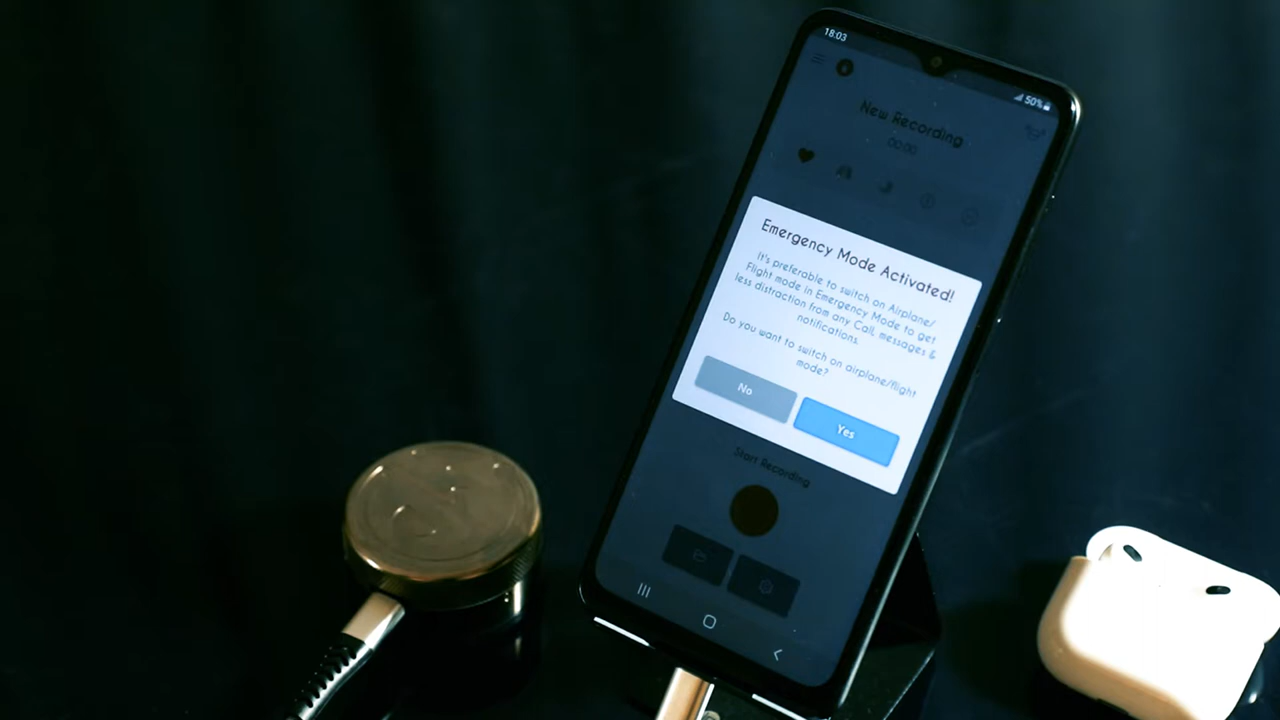 18:03
50%
New Recording
00:00
Emergency Mode Activated!
It's preferable to switch on Airplane/
Flight mode in Emergency Mode to get
less distraction from any Call, messages &
notifications.
Do you want to switch on airplane/flight
mode?
No
Yes
Start Recording